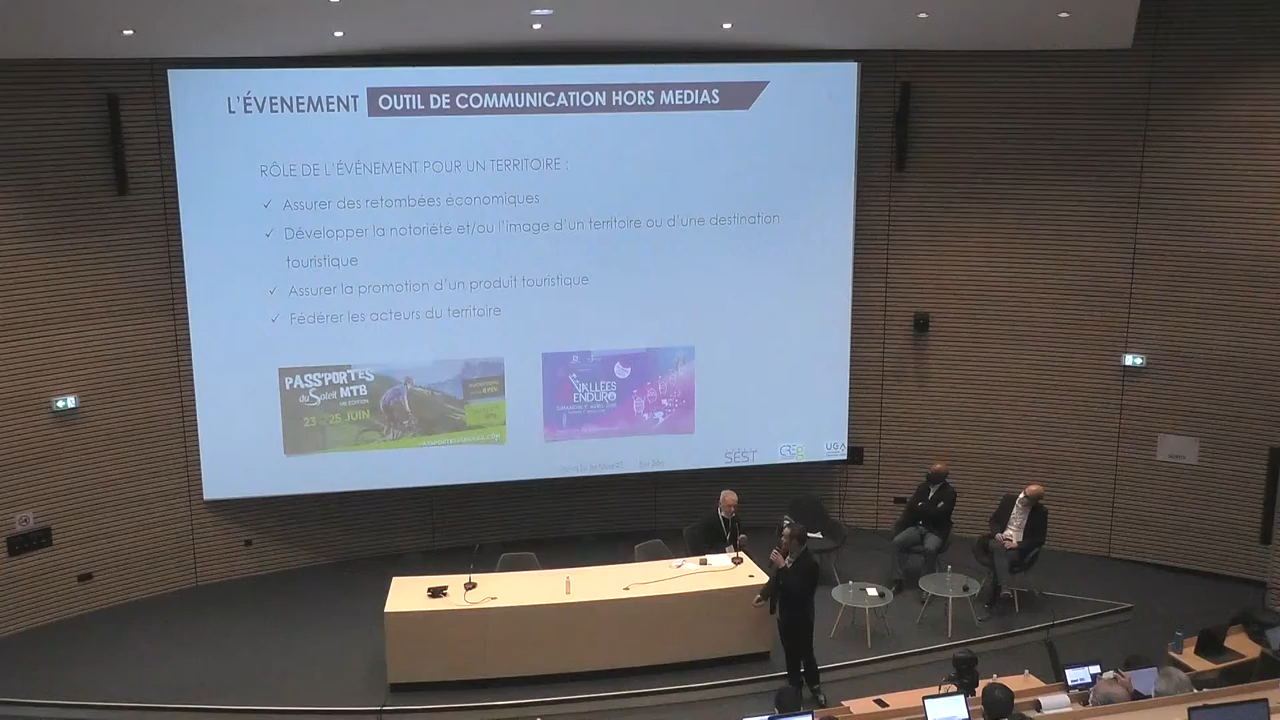 L'ÉVENEMENT OUTIL DE COMMUNICATION HORS MEDIAS
RÔLE DE L'ÉVÉNEMENT POUR UN TERRITOIRE :
✓ Assurer des retombées économiques
✓ Développer la notoriété et/ou l'image d'un territoire ou d'une destination
touristique
✓ Assurer la promotion d'un produit touristique
✓ Fédérer les acteurs du territoire
PASS'PORTES
du Soleil MTB
23 25 JUIN
VALLÉES
ENDURO
SEST
CREg
UGA